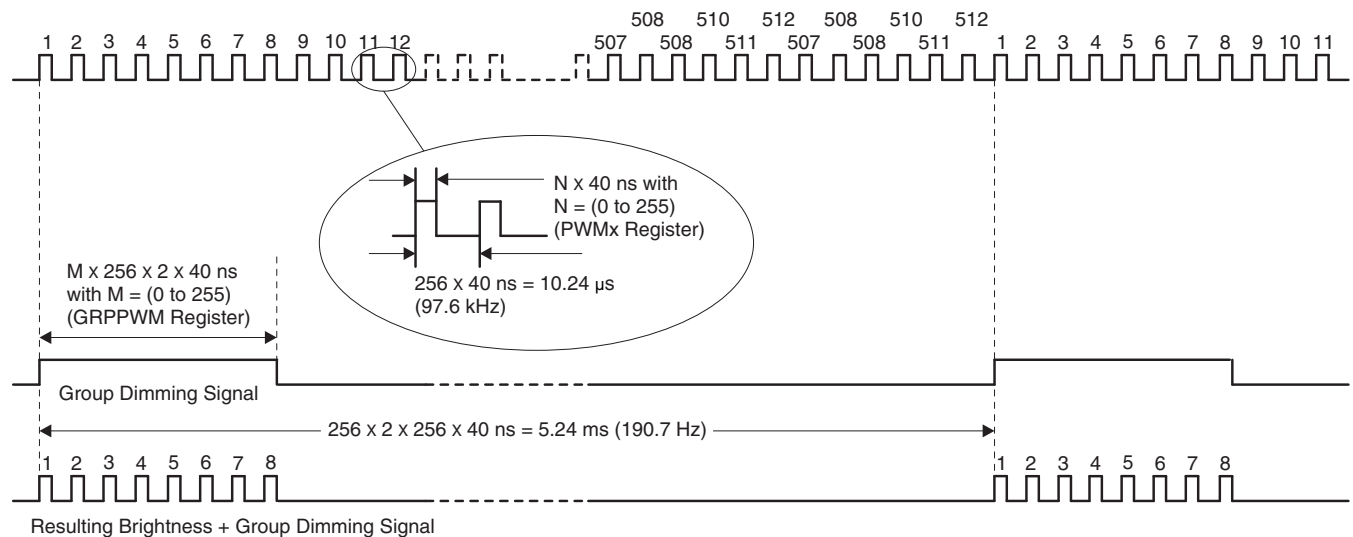 508 510 512 508 510 512
1 2 3 4 5 6 7 8 9 10 11 12 507 508 511 507 508 511 1 2 3 4 5 6 7 8 9 10 11
N x 40 ns with
N = (0 to 255)
(PWMx Register)
256 x 40 ns = 10.24 µs
(97.6 kHz)
M x 256 x 2 x 40 ns
with M = (0 to 255)
(GRPPWM Register)
Group Dimming Signal
256 x 2 x 256 x 40 ns = 5.24 ms (190.7 Hz)
1 2 3 4 5 6 7 8 1 2 3 4 5 6 7 8
Resulting Brightness + Group Dimming Signal